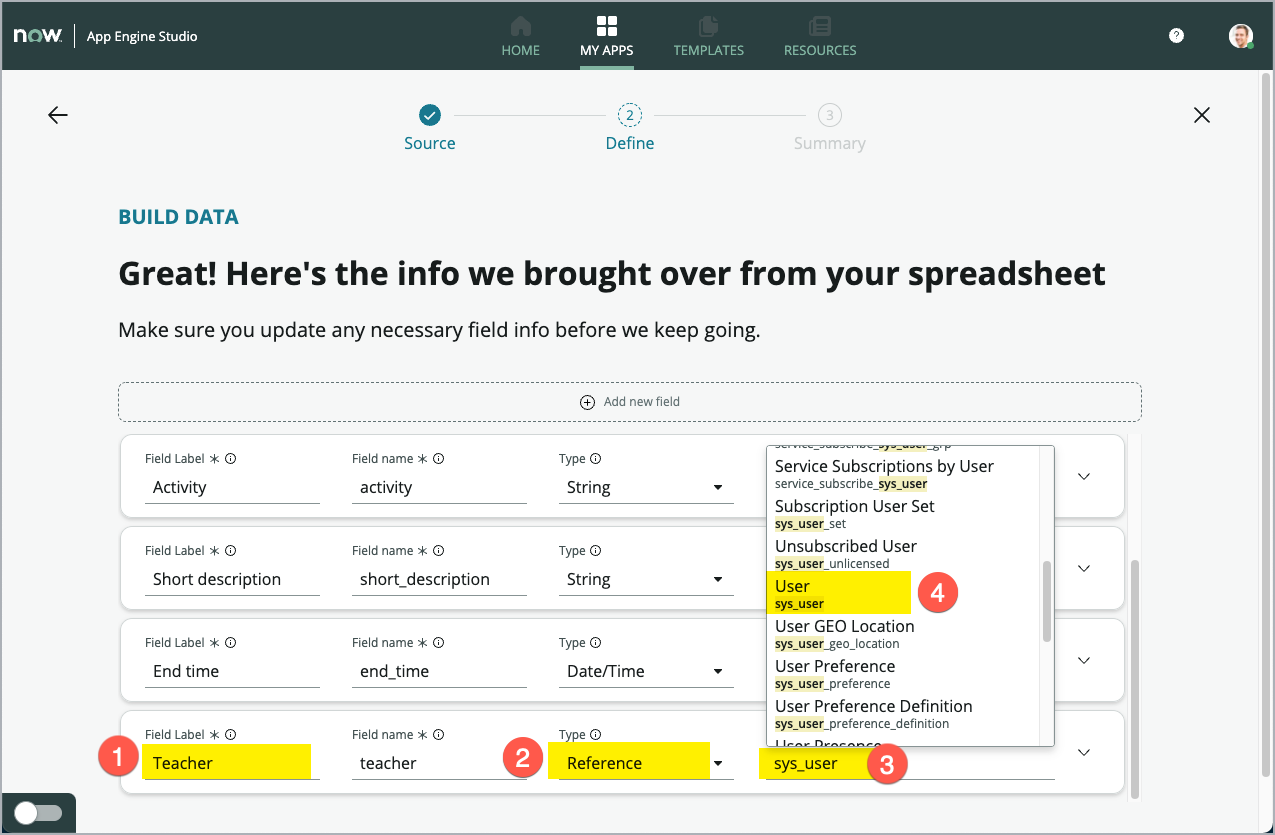 now. App Engine Studio
HOME MY APPS TEMPLATES RESOURCES
?
2 3
Source Define Summary
BUILD DATA
Great! Here's the info we brought over from your spreadsheet
Make sure you update any necessary field info before we keep going.
Add new field
Field Label * Field name * Type
Activity activity String
Field Label * Field name * Type
Short description short_description String
Field Label * Field name * Type
End time end_time Date/Time
Field Label * Field name * Type
1 Teacher teacher 2 Reference sys_user 3
service_subscribe_sys_user_grp
Service Subscriptions by User
service_subscribe_sys_user
Subscription User Set
sys_user_set
Unsubscribed User
sys_user_unlicensed
User
sys_user
4
User GEO Location
sys_user_geo_location
User Preference
sys_user_preference
User Preference Definition
sys_user_preference_definition
User Presence